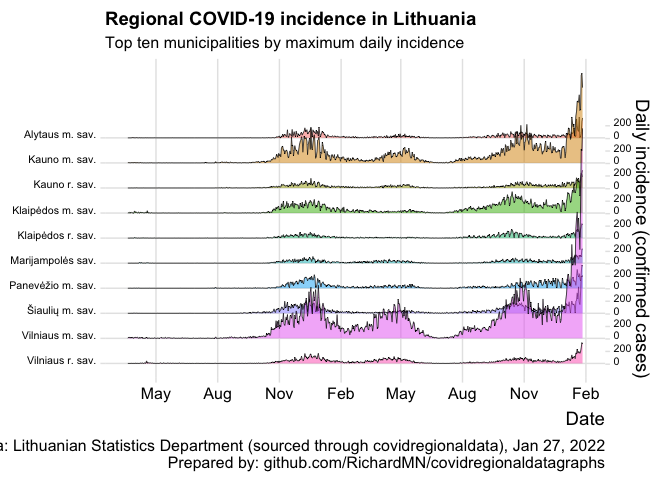 Regional COVID-19 incidence in Lithuania
Top ten municipalities by maximum daily incidence
Alytaus m. sav.
Kauno m. sav.
Kauno r. sav.
Klaipėdos m. sav.
Klaipėdos r. sav.
Marijampolės sav.
Panevėžio m. sav.
Šiaulių m. sav.
Vilniaus m. sav.
Vilniaus r. sav.
200
0
200
0
200
0
200
0
200
0
200
0
200
0
200
0
200
0
200
0
Daily incidence (confirmed cases)
May Aug Nov Feb May Aug Nov Feb
Date
a: Lithuanian Statistics Department (sourced through covidregionaldata), Jan 27, 2022
Prepared by: github.com/RichardMN/covidregionaldatagraphs